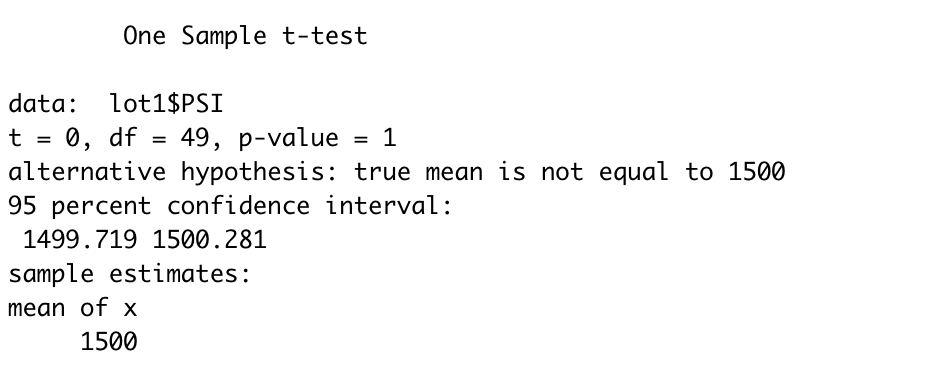 One Sample t-test
data:  lot1$PSI
t = 0, df = 49, p-value = 1
alternative hypothesis: true mean is not equal to 1500
95 percent confidence interval:
1499.719 1500.281
sample estimates:
mean of x
1500